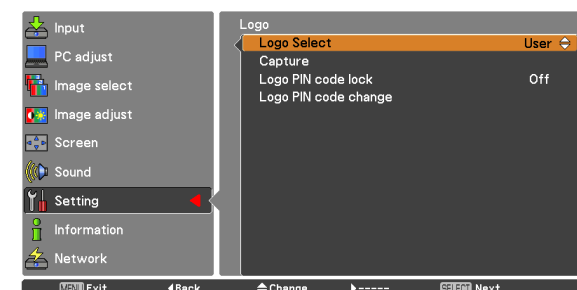 Input
PC adjust
Image select
Image adjust
Screen
Sound
Setting
Information
Network
Logo
Logo Select User
Capture
Logo PIN code lock Off
Logo PIN code change
MENU Exit Back Change ----- SELECT Next